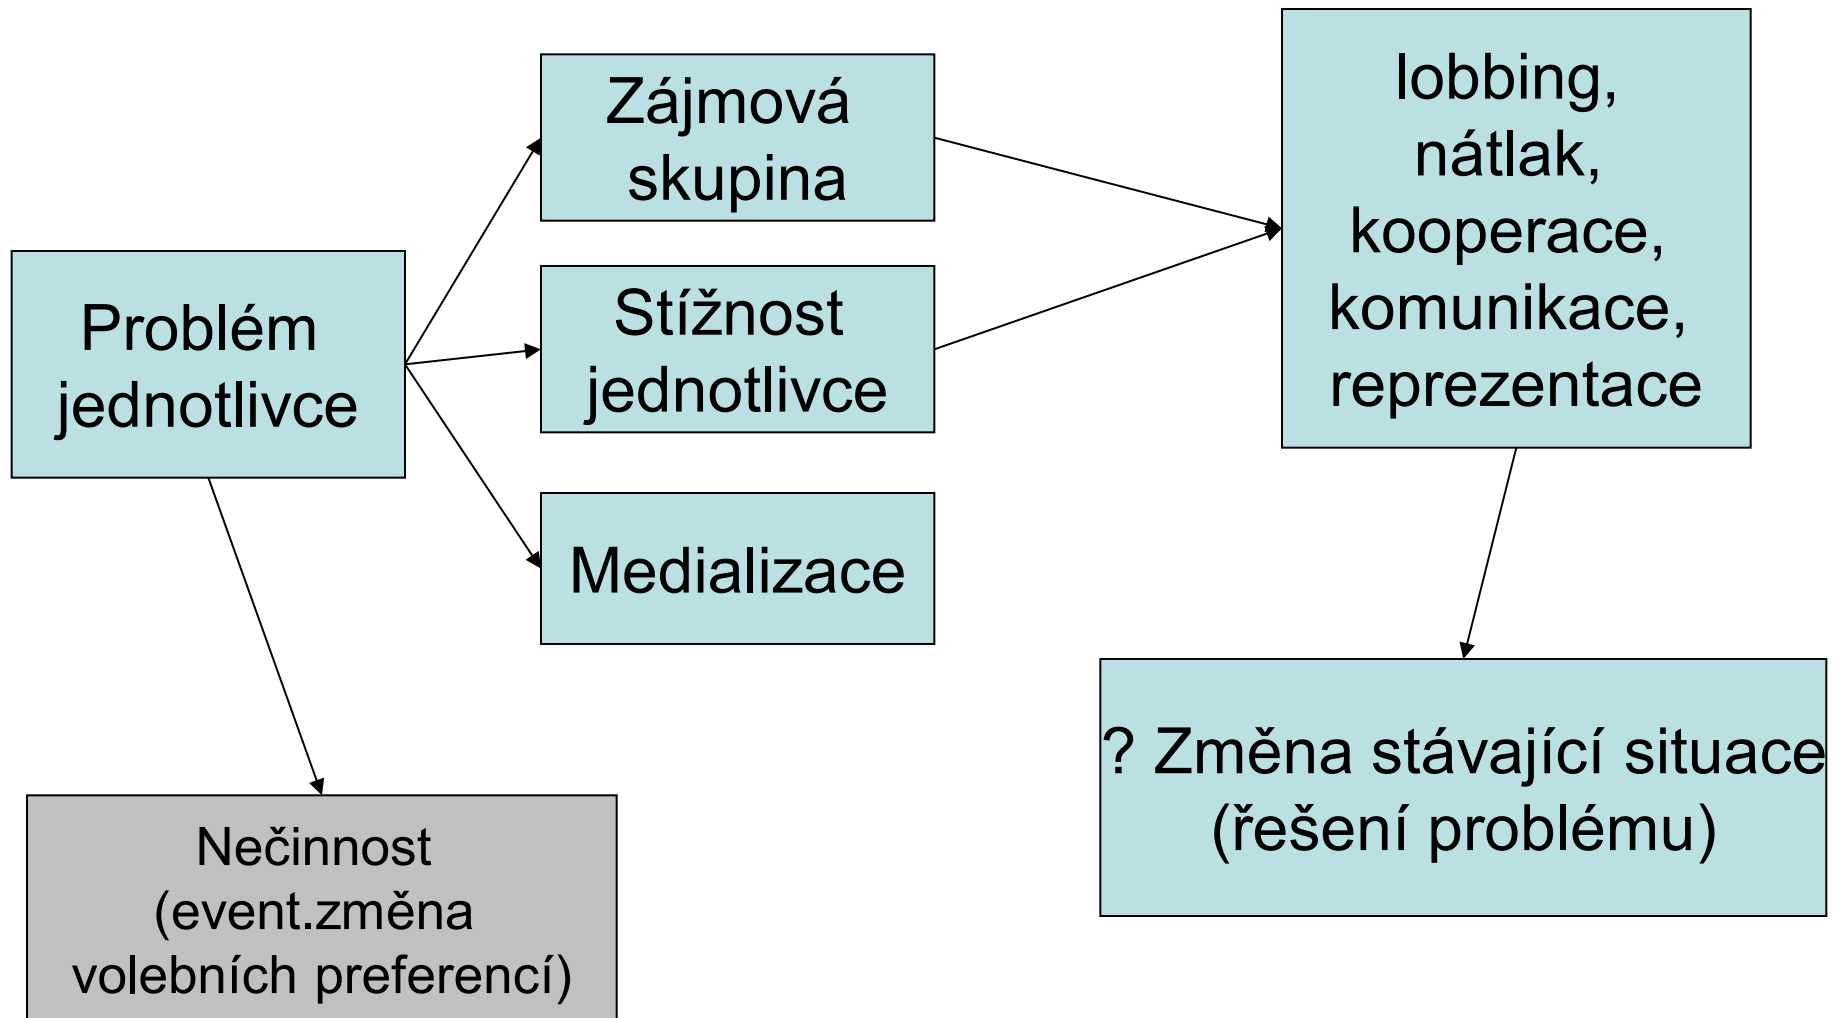 Problém
jednotlivce
Zájmová
skupina
Stížnost
jednotlivce
Medializace
lobbing,
nátlak,
kooperace,
komunikace,
reprezentace
? Změna stávající situace
(řešení problému)
Nečinnost
(event.změna
volebních preferencí)